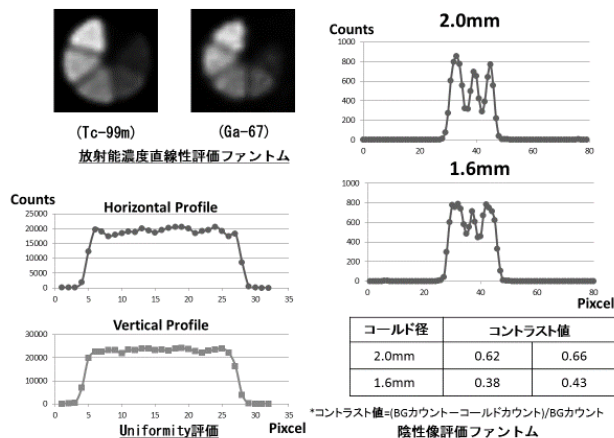 (Tc-99m) (Ga-67)
放射能濃度直線性評価ファントム
Counts
Horizontal Profile
25000
20000
15000
10000
5000
0
0 5 10 15 20 25 30 35
Vertical Profile
30000
20000
10000
0
0 5 10 15 20 25 30 35
Uniformity評価 Pixcel
2.0mm
Counts
1000
800
600
400
200
0
0 20 40 60 80
1.6mm
1000
800
600
400
200
0
0 20 40 60 80
Pixcel
コールド径 コントラスト値
2.0mm 0.62 0.66
1.6mm 0.38 0.43
*コントラスト値=(BGカウントーコールドカウント)/BGカウント
陰性像評価ファントム